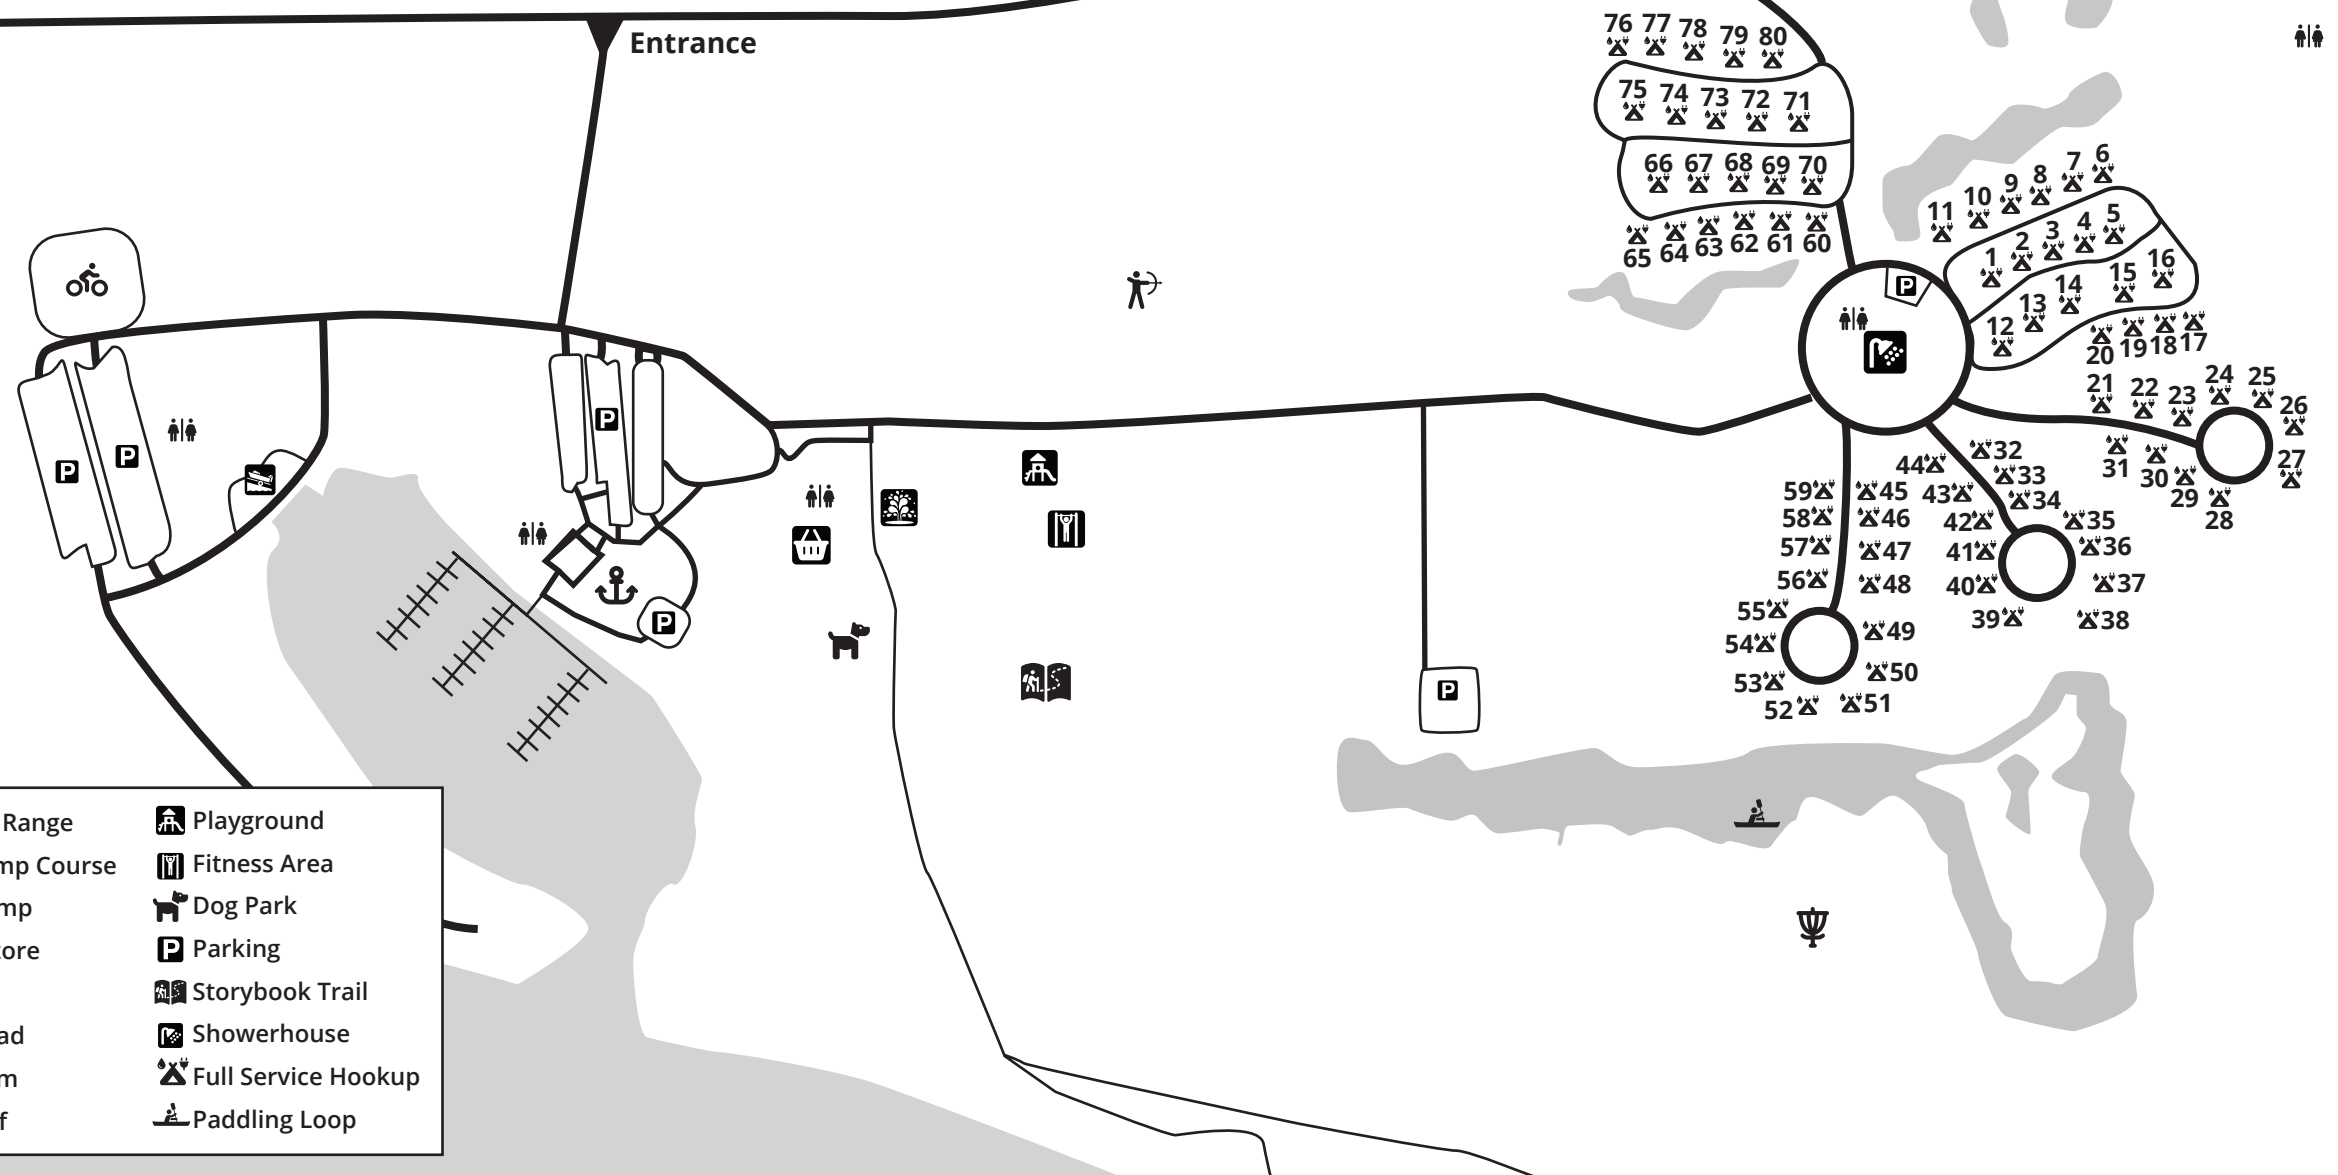 Entrance
76 77 78 79 80
75 74 73 72 71
66 67 68 69 70
65 64 63 62 61 60
11 10 9 8 7 6
1 2 3 4 5
12 13 14 15 16
20 19 18 17
21 22 23 24 25 26
27
31 30 29 28
44 32
43 33
34
42 35
41 36
40 37
39 38
59 45
58 46
57 47
56 48
55
54 49
53 50
52 51
P
P
P
P
P
P
Range
mp Course
mp
ore
ad
m
f
Playground
Fitness Area
Dog Park
P Parking
Storybook Trail
Showerhouse
Full Service Hookup
Paddling Loop